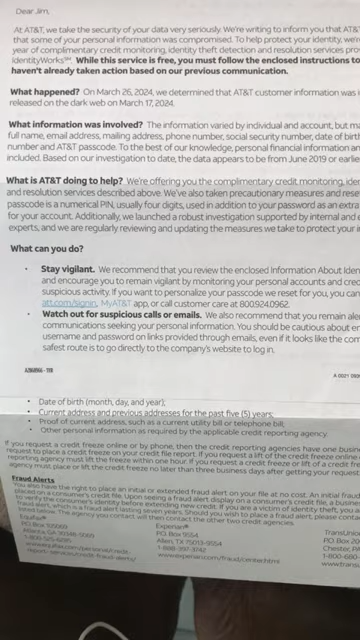 Dear Jim,
At AT&T, we take the security of your data very seriously. We're writing to inform you that AT&T
that some of your personal information was compromised. To help protect your identity, we're
year of complimentary credit monitoring, identity theft detection and resolution services pro
IdentityWorks℠. While this service is free, you must follow the enclosed instructions to
haven't already taken action based on our previous communication.
What happened? On March 26, 2024, we determined that AT&T customer information was i
released on the dark web on March 17, 2024.
What information was involved? The information varied by individual and account, but ma
full name, email address, mailing address, phone number, social security number, date of birth
number and AT&T passcode. To the best of our knowledge, personal financial information an
included. Based on our investigation to date, the data appears to be from June 2019 or earlie
What is AT&T doing to help? We're offering you the complimentary credit monitoring, iden
and resolution services described above. We've also taken precautionary measures and rese
passcode is a numerical PIN, usually four digits, used in addition to your password as an extra
for your account. Additionally, we launched a robust investigation supported by internal and e
experts, and we are regularly reviewing and updating the measures we take to protect your i
What can you do?
• Stay vigilant. We recommend that you review the enclosed Information About Iden
and encourage you to remain vigilant by monitoring your personal accounts and crec
suspicious activity. If you want to personalize your passcode we reset for you, you can
att.com/signin, MyAT&T app, or call customer care at 8009240962.
• Watch out for suspicious calls or emails. We also recommend that you remain aler
communications seeking your personal information. You should be cautious about en
username and password on links provided through emails, even if it looks like the com
safest route is to go directly to the company's website to log in.
A 0021
• Date of birth (month, day, and year);
• Current address and previous addresses for the past five (5) years;
• Proof of current address, such as a current utility bill or telephone bill;
• Other personal information as required by the applicable credit reporting agency.
If you request a credit freeze online or by phone, then the credit reporting agencies have one busin
request to place a credit freeze on your credit file report. If you request a lift of the credit freeze online
reporting agency must lift the freeze within one hour. If you request a credit freeze or lift of a credit fre
agency must place or lift the credit freeze no later than three business days after getting your request
Fraud Alerts
You also have the right to place an initial or extended fraud alert on your file at no cost. An initial fraud
placed on a consumer's credit file. Upon seeing a fraud alert display on a consumer's credit file, a busine
to verify the consumer's identity before extending new credit. If you are a victim of identity theft, you a
fraud alert, which is a fraud alert lasting seven years. Should you wish to place a fraud alert, please conta
listed below. The agency you contact will then contact the other two credit agencies.
Equifax® Experian® TransUnio
P.O. Box P.O. Box 9554 P.O. Box 20
Atlanta, GA Allen, TX 75013-9554 Chester, PA
1-888-397-3742 1-800-680
www.experian.com/fraud/center.html www.transu